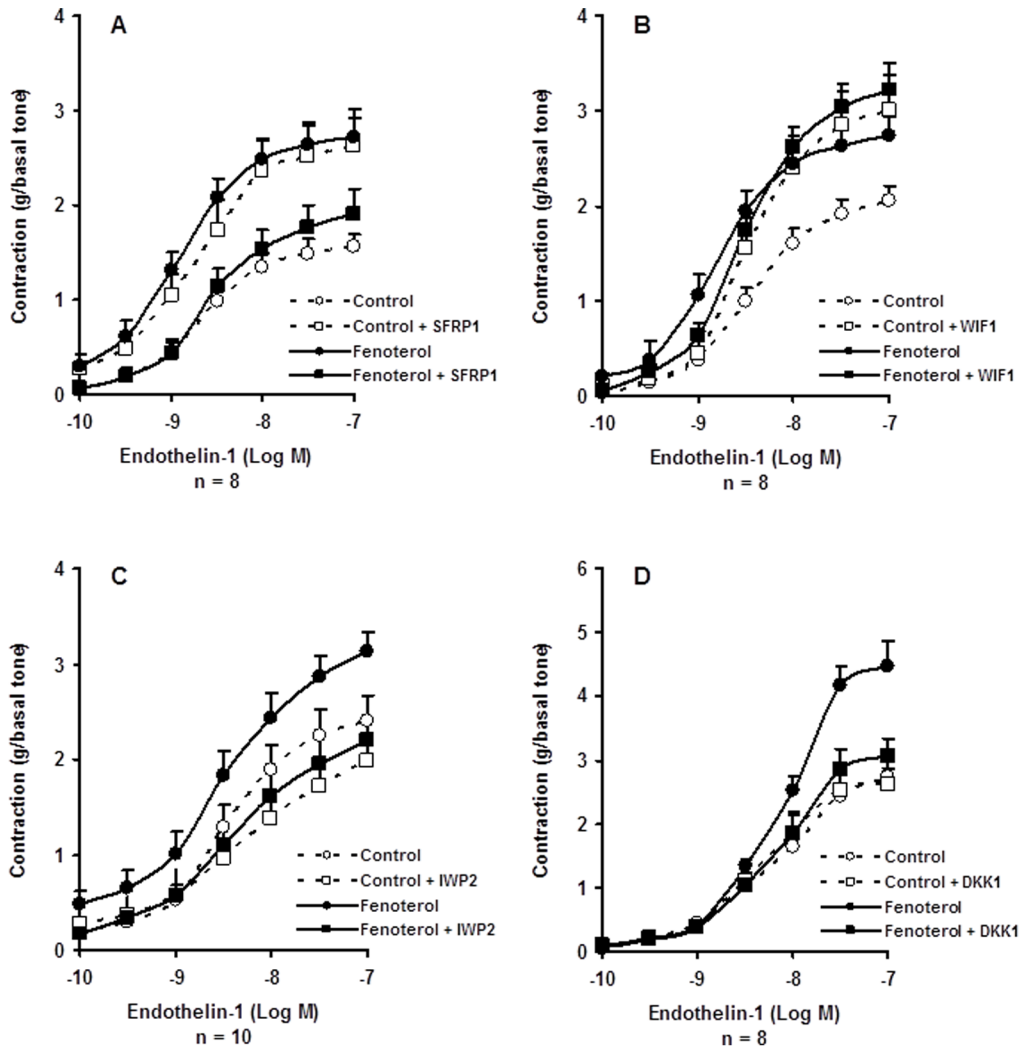 A
Contraction (g/basal tone)
4
3
2
1
0
-10 -9 -8 -7
Control
Control + SFRP1
Fenoterol
Fenoterol + SFRP1
Endothelin-1 (Log M)
n = 8
B
Contraction (g/basal tone)
4
3
2
1
0
-10 -9 -8 -7
Control
Control + WIF1
Fenoterol
Fenoterol + WIF1
Endothelin-1 (Log M)
n = 8
C
Contraction (g/basal tone)
4
3
2
1
0
-10 -9 -8 -7
Control
Control + IWP2
Fenoterol
Fenoterol + IWP2
Endothelin-1 (Log M)
n = 10
D
Contraction (g/basal tone)
6
5
4
3
2
1
0
-10 -9 -8 -7
Control
Control + DKK1
Fenoterol
Fenoterol + DKK1
Endothelin-1 (Log M)
n = 8